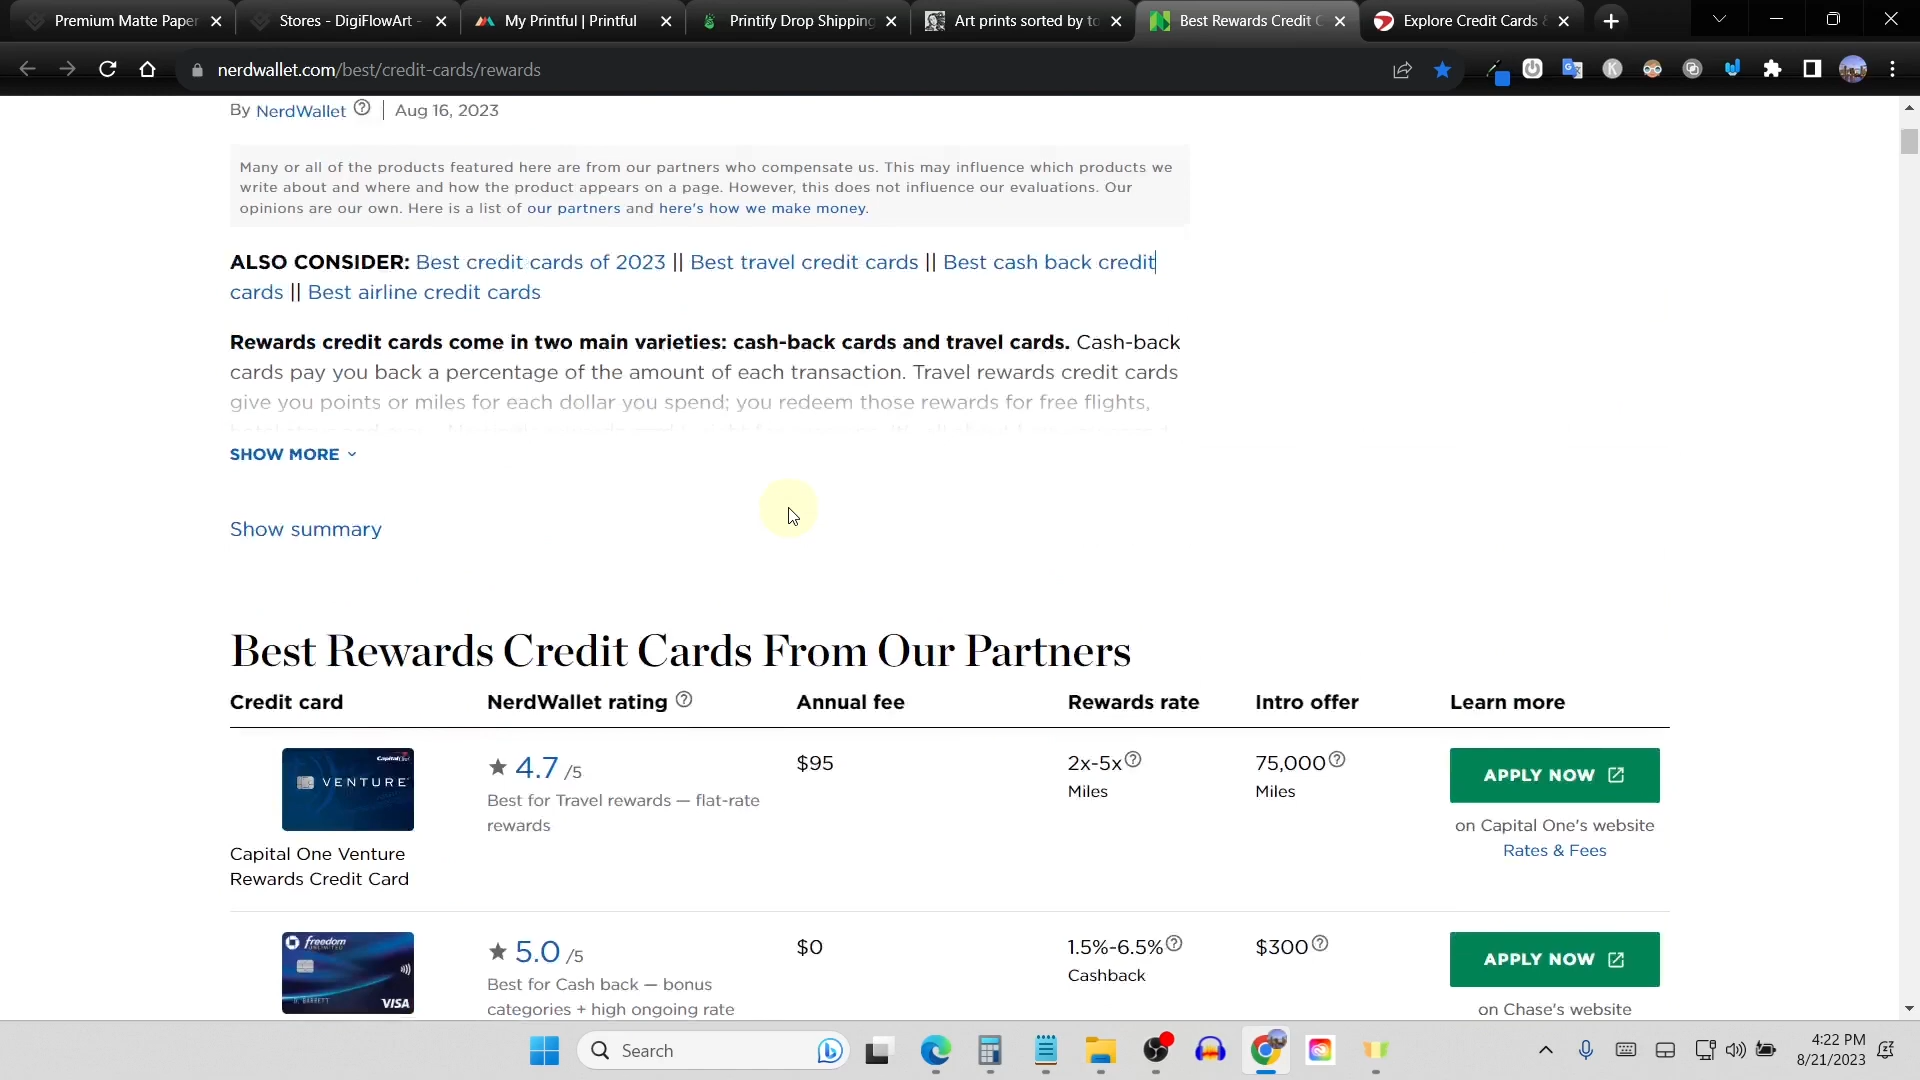 Premium Matte Paper
Stores - DigiFlowArt -
My Printful | Printful
Printify Drop Shipping
Art prints sorted by to
Best Rewards Credit C
Explore Credit Cards &
nerdwallet.com/best/credit-cards/rewards
By NerdWallet ? | Aug 16, 2023
Many or all of the products featured here are from our partners who compensate us. This may influence which products we
write about and where and how the product appears on a page. However, this does not influence our evaluations. Our
opinions are our own. Here is a list of our partners and here's how we make money.
ALSO CONSIDER: Best credit cards of 2023 || Best travel credit cards || Best cash back credit
cards || Best airline credit cards
Rewards credit cards come in two main varieties: cash-back cards and travel cards. Cash-back
cards pay you back a percentage of the amount of each transaction. Travel rewards credit cards
give you points or miles for each dollar you spend; you redeem those rewards for free flights,
SHOW MORE
Show summary
Best Rewards Credit Cards From Our Partners
Credit card NerdWallet rating ? Annual fee Rewards rate Intro offer Learn more
Capital One
VENTURE
4.7 /5
Best for Travel rewards — flat-rate
rewards
$95
2x-5x ?
Miles
75,000 ?
Miles
APPLY NOW
on Capital One's website
Rates & Fees
Capital One Venture
Rewards Credit Card
freedom
UNLIMITED
D. BARRETT
VISA
5.0 /5
Best for Cash back — bonus
categories + high ongoing rate
$0
1.5%-6.5% ?
Cashback
$300 ?
APPLY NOW
on Chase's website
Search
4:22 PM
8/21/2023